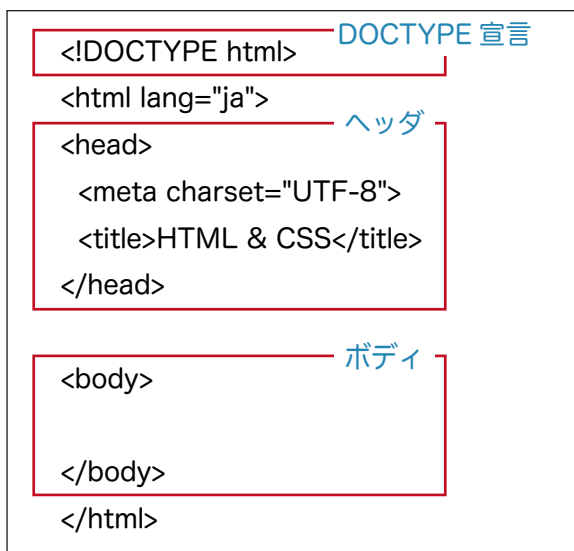 DOCTYPE 宣言
<!DOCTYPE html>
<html lang="ja">
ヘッダ
<head>
<meta charset="UTF-8">
<title>HTML & CSS</title>
</head>
ボディ
<body>
</body>
</html>